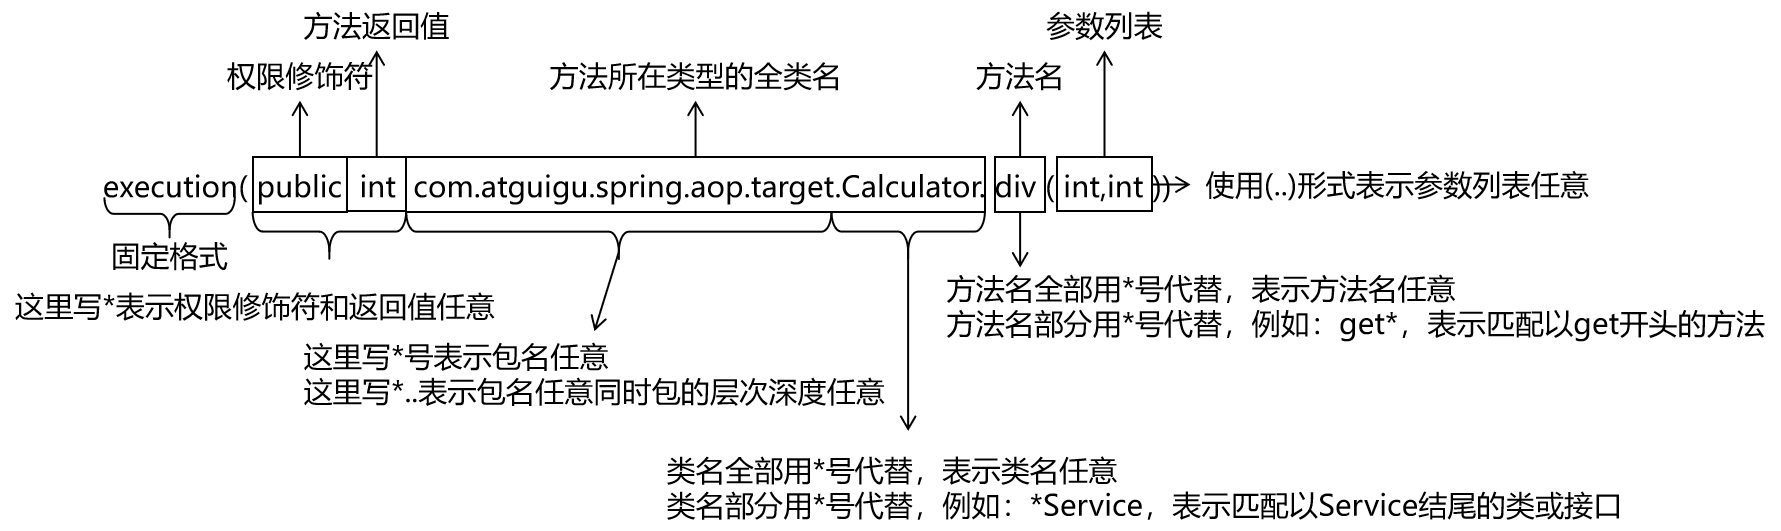 方法返回值
参数列表
权限修饰符
方法所在类型的全类名
方法名
execution( public int com.atguigu.spring.aop.target.Calculator. div ( int,int )) 使用(..)形式表示参数列表任意
固定格式
这里写*表示权限修饰符和返回值任意
方法名全部用*号代替，表示方法名任意
方法名部分用*号代替，例如：get*，表示匹配以get开头的方法
这里写*号表示包名任意
这里写*..表示包名任意同时包的层次深度任意
类名全部用*号代替，表示类名任意
类名部分用*号代替，例如：*Service，表示匹配以Service结尾的类或接口